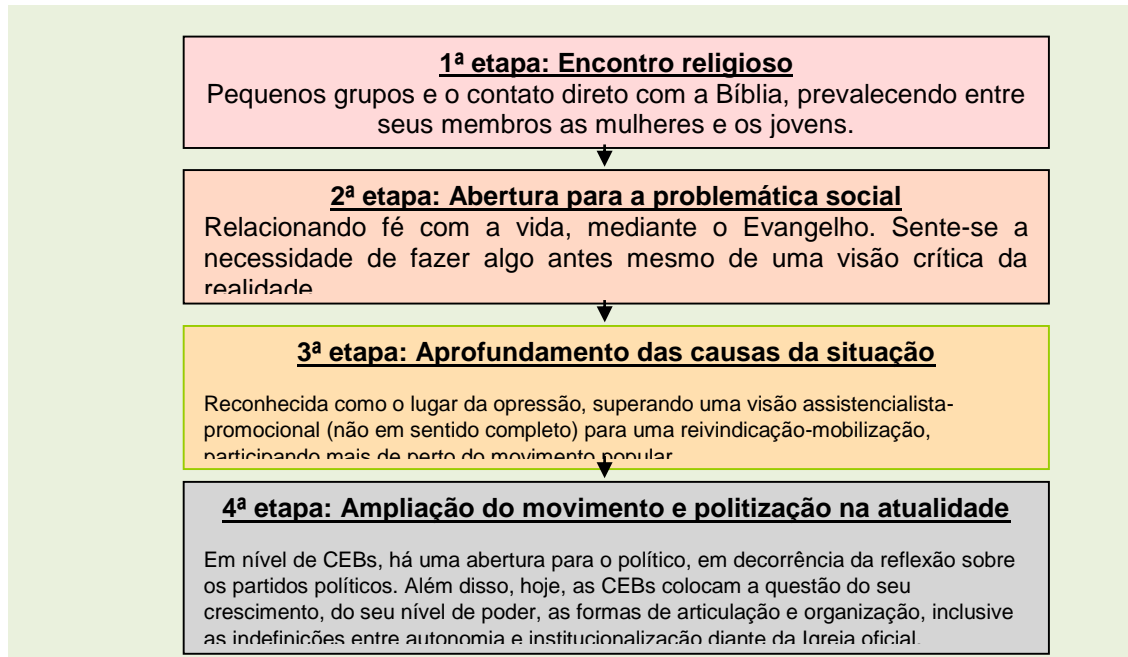 1ª etapa: Encontro religioso
Pequenos grupos e o contato direto com a Bíblia, prevalecendo entre
seus membros as mulheres e os jovens.
2ª etapa: Abertura para a problemática social
Relacionando fé com a vida, mediante o Evangelho. Sente-se a
necessidade de fazer algo antes mesmo de uma visão crítica da
realidade
3ª etapa: Aprofundamento das causas da situação
Reconhecida como o lugar da opressão, superando uma visão assistencialista-
promocional (não em sentido completo) para uma reivindicação-mobilização,
participando mais de perto do movimento popular
4ª etapa: Ampliação do movimento e politização na atualidade
Em nível de CEBs, há uma abertura para o político, em decorrência da reflexão sobre
os partidos políticos. Além disso, hoje, as CEBs colocam a questão do seu
crescimento, do seu nível de poder, as formas de articulação e organização, inclusive
as indefinições entre autonomia e institucionalização diante da Igreja oficial.